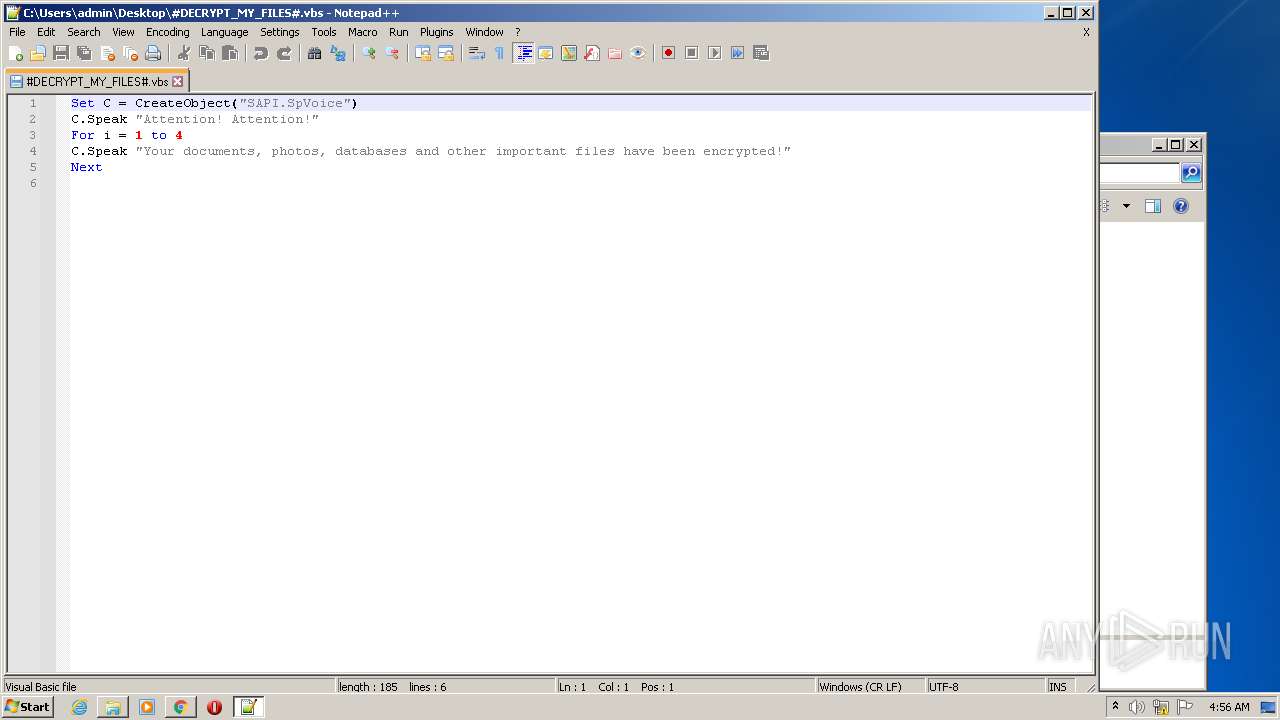 C:\Users\admin\Desktop\#DECRYPT_MY_FILES#.vbs - Notepad++
File Edit Search View Encoding Language Settings Tools Macro Run Plugins Window ? X
#DECRYPT_MY_FILES#.vbs
1 Set C = CreateObject("SAPI.SpVoice")
2 C.Speak "Attention! Attention!"
3 For i = 1 to 4
4 C.Speak "Your documents, photos, databases and other important files have been encrypted!"
5 Next
6
ANY RUN
Visual Basic file length : 185 lines : 6 Ln : 1 Col : 1 Pos : 1 Windows (CR LF) UTF-8 INS
Start 4:56 AM